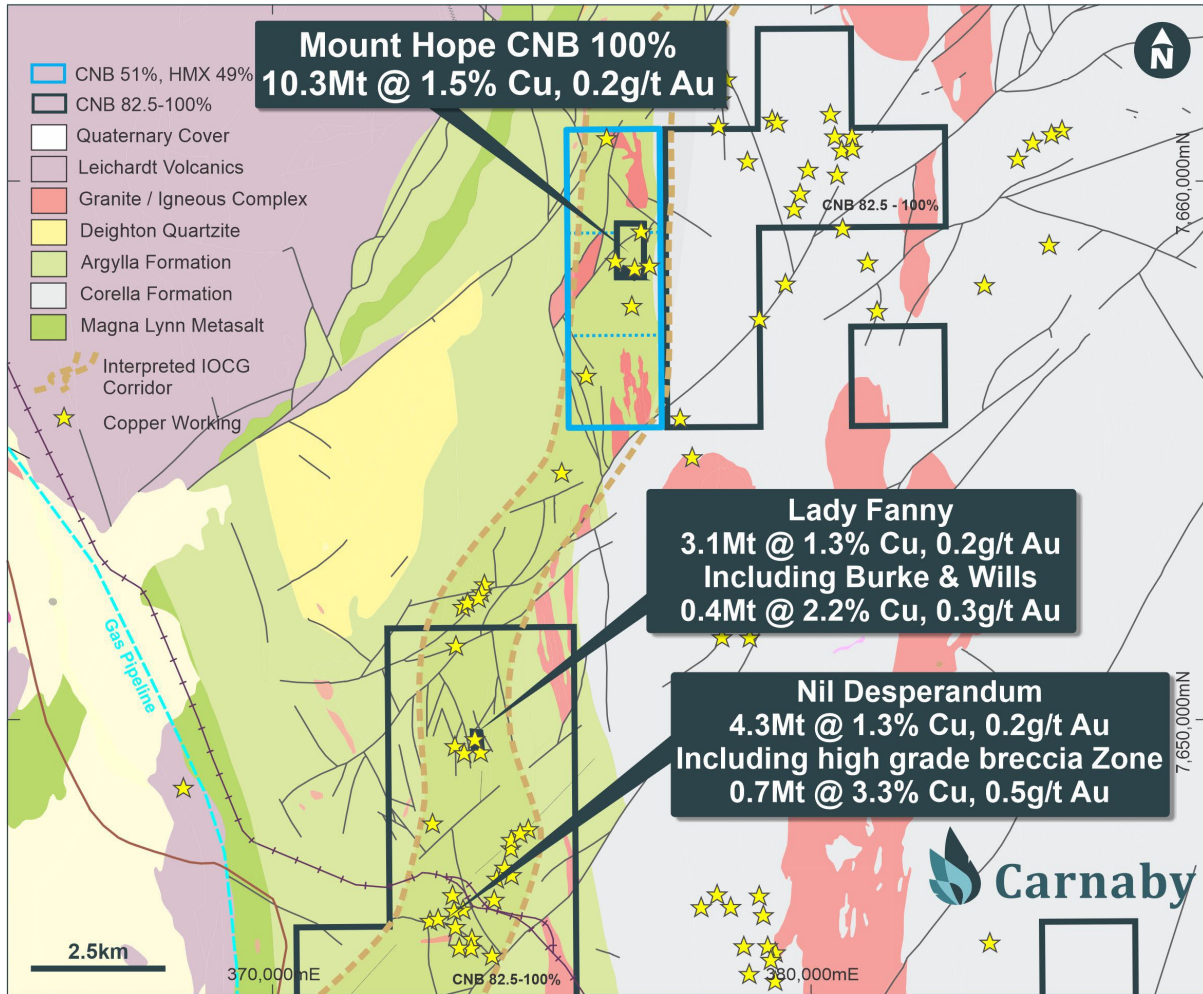 Mount Hope CNB 100%
10.3Mt @ 1.5% Cu, 0.2g/t Au
N
CNB 51%, HMX 49%
CNB 82.5-100%
Quaternary Cover
Leichardt Volcanics
Granite / Igneous Complex
Deighton Quartzite
Argylla Formation
Corella Formation
Magna Lynn Metasalt
Interpreted IOCG
Corridor
Copper Working
CNB 82.5 - 100%
7,660,000mN
Lady Fanny
3.1Mt @ 1.3% Cu, 0.2g/t Au
Including Burke & Wills
0.4Mt @ 2.2% Cu, 0.3g/t Au
Gas Pipeline
Nil Desperandum
4.3Mt @ 1.3% Cu, 0.2g/t Au
Including high grade breccia Zone
0.7Mt @ 3.3% Cu, 0.5g/t Au
7,650,000mN
Carnaby
2.5km
370,000mE
CNB 82.5-100%
380,000mE